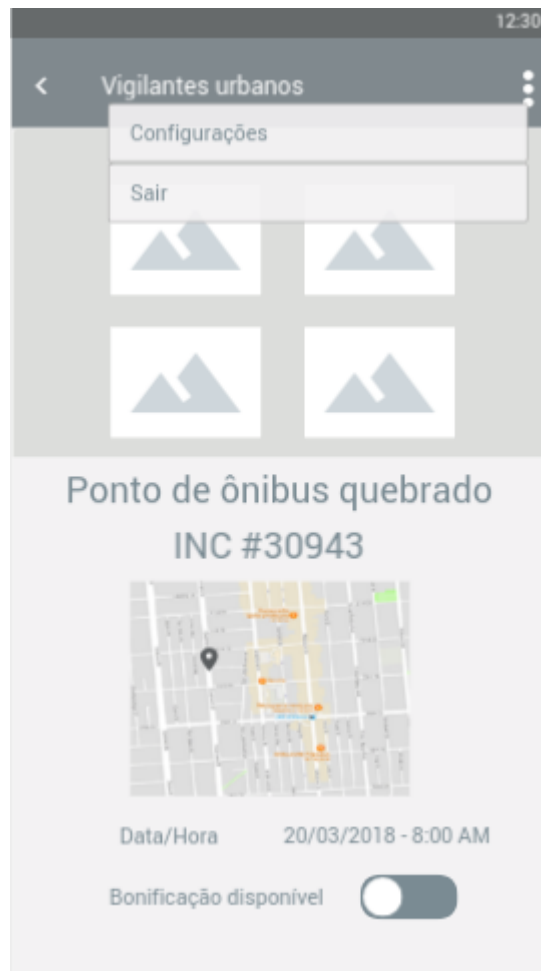 12:30
Vigilantes urbanos
Configurações
Sair
Ponto de ônibus quebrado
INC #30943
Data/Hora 20/03/2018 - 8:00 AM
Bonificação disponível